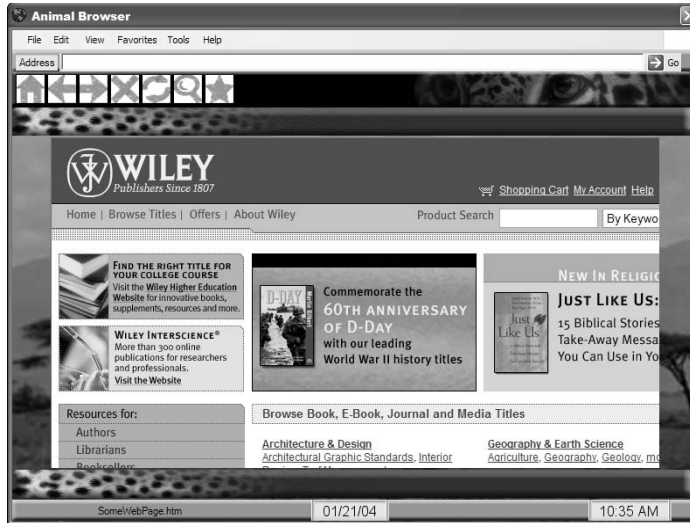 Animal Browser
File Edit View Favorites Tools Help
Address
Go
WILEY
Publishers Since 1807
Shopping Cart My Account Help
Home | Browse Titles | Offers | About Wiley
Product Search
By Keywo
FIND THE RIGHT TITLE FOR
YOUR COLLEGE COURSE
Visit the Wiley Higher Education
Website for innovative books,
supplements, resources and more.
WILEY INTERSCIENCE®
More than 300 online
publications for researchers
and professionals.
Visit the Website
D-DAY
Commemorate the
60TH ANNIVERSARY
OF D-DAY
with our leading
World War II history titles
NEW IN RELIGIO
Just
Like Us
JUST LIKE US:
15 Biblical Stories
Take-Away Messa
You Can Use in Yo
Resources for:
Authors
Librarians
Booksellers
Browse Book, E-Book, Journal and Media Titles
Architecture & Design
Architectural Graphic Standards, Interior
Geography & Earth Science
Agriculture, Geography, Geology, mo
SomeWebPage.htm
01/21/04
10:35 AM